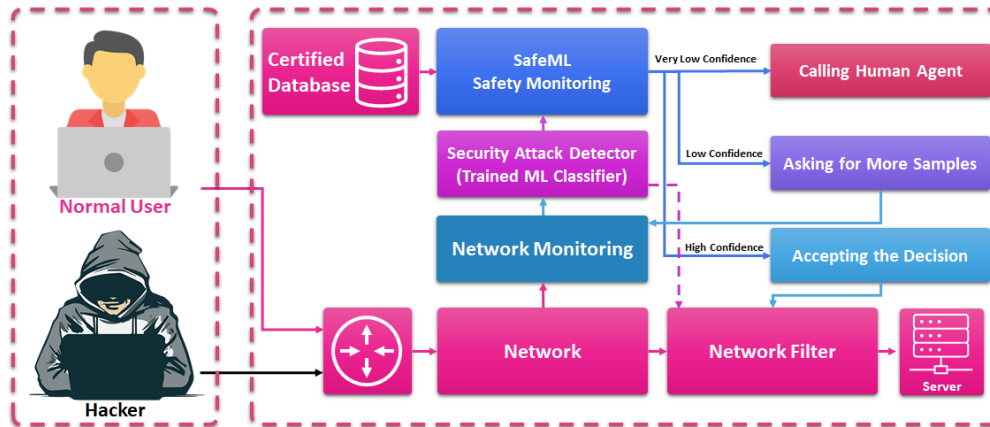 Certified
Database
SafeML
Safety Monitoring
Very Low Confidence
Calling Human Agent
Security Attack Detector
(Trained ML Classifier)
Low Confidence
Asking for More Samples
Normal User
Network Monitoring
High Confidence
Accepting the Decision
Network
Network Filter
Server
Hacker